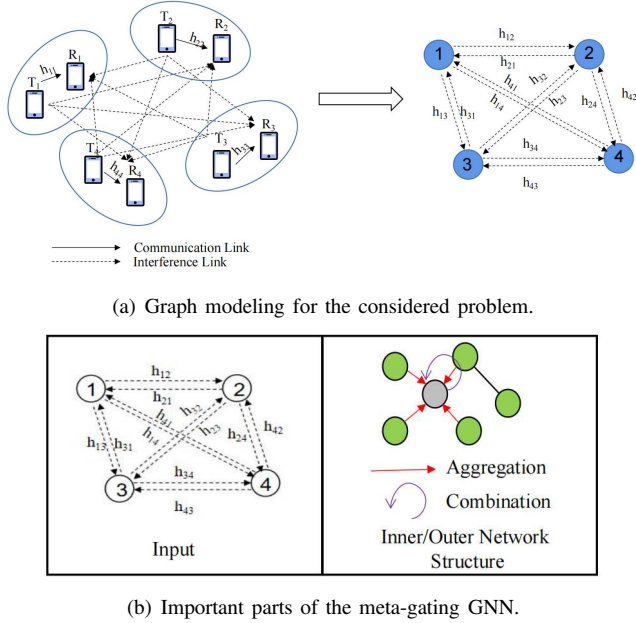 T₂
R₂
h₂₂
R₁
h₁₁
T₁
R₃
T₃
h₃₃
T₄
R₄
h₄₄
Communication Link
Interference Link
h₁₂
1
2
h₂₁
h₄₁
h₃₂
h₁₄
h₂₃
h₁₃
h₃₁
h₂₄
h₄₂
h₃₄
3
4
h₄₃
(a) Graph modeling for the considered problem.
h₁₂
1
2
h₂₁
h₄₁
h₃₂
h₁₄
h₂₃
h₁₃
h₃₁
h₂₄
h₄₂
h₃₄
3
4
h₄₃
Input
Aggregation
Combination
Inner/Outer Network
Structure
(b) Important parts of the meta-gating GNN.